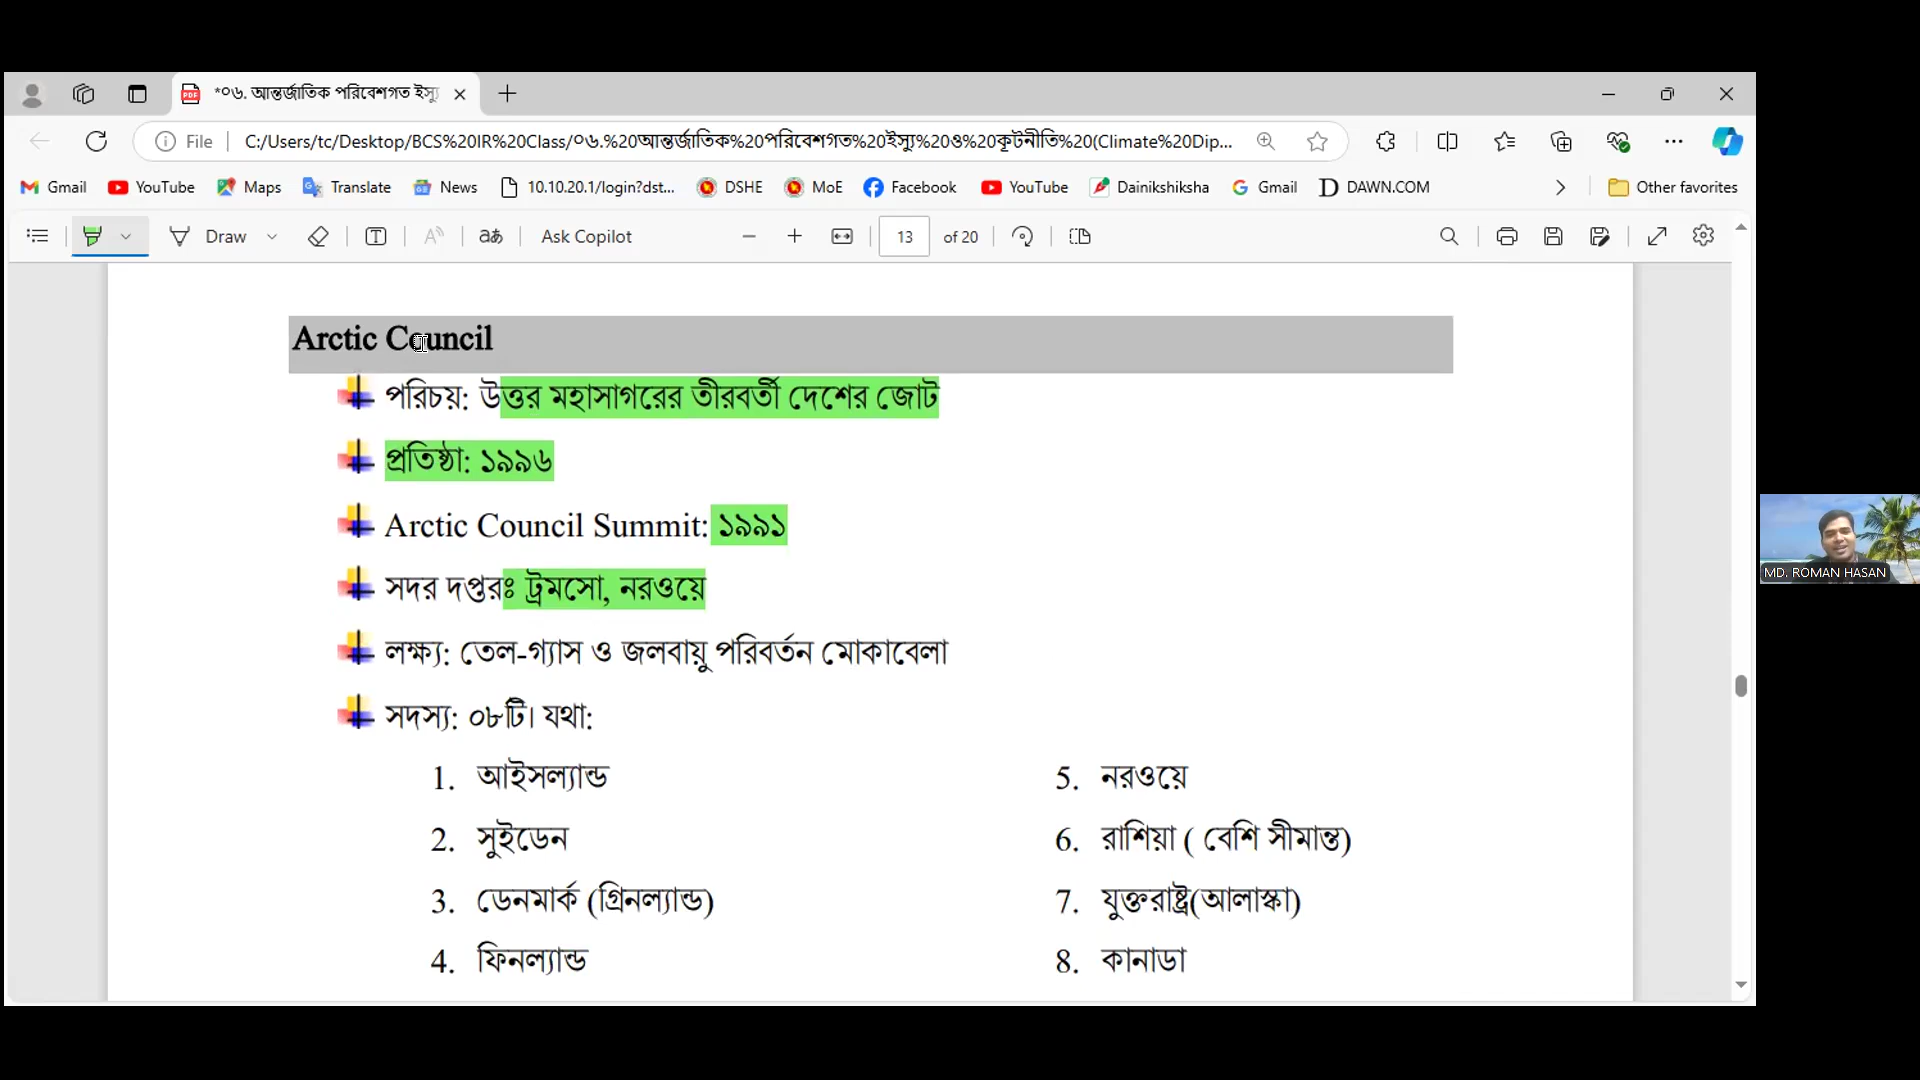 *০৬. আন্তর্জাতিক পরিবেশগত ইস্যু
File C:/Users/tc/Desktop/BCS%20IR%20Class/০৬.%20আন্তর্জাতিক%20পরিবেশগত%20ইস্যু%20ও%20কূটনীতি%20(Climate%20Dip...
Gmail YouTube Maps Translate News 10.10.20.1/login?dst... DSHE MoE Facebook YouTube Dainikshiksha Gmail DAWN.COM Other favorites
Draw Ask Copilot 13 of 20
Arctic Council
পরিচয়: উত্তর মহাসাগরের তীরবর্তী দেশের জোট
প্রতিষ্ঠা: ১৯৯৬
Arctic Council Summit: ১৯৯১
সদর দপ্তরঃ ট্রমসো, নরওয়ে
লক্ষ্য: তেল-গ্যাস ও জলবায়ু পরিবর্তন মোকাবেলা
সদস্য: ০৮টি। যথা:
1. আইসল্যান্ড
2. সুইডেন
3. ডেনমার্ক (গ্রিনল্যান্ড)
4. ফিনল্যান্ড
5. নরওয়ে
6. রাশিয়া ( বেশি সীমান্ত)
7. যুক্তরাষ্ট্র(আলাস্কা)
8. কানাডা
MD. ROMAN HASAN